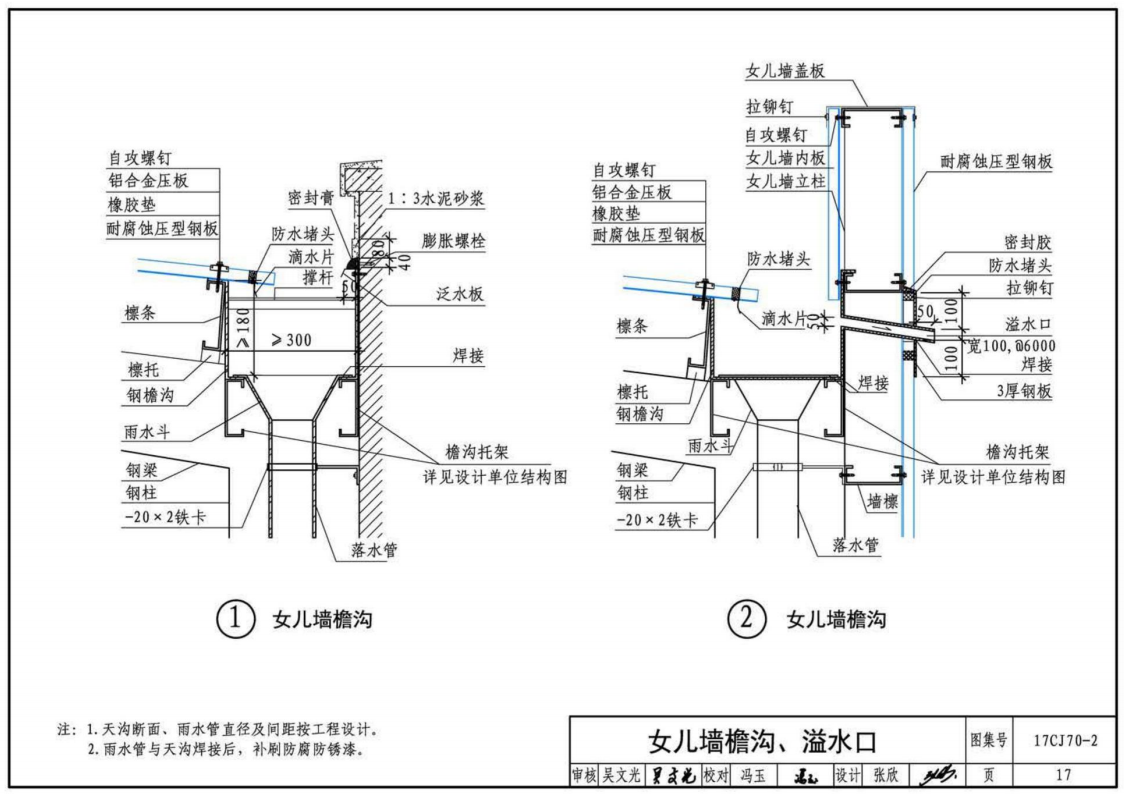 自攻螺钉
铝合金压板
橡胶垫
耐腐蚀压型钢板
防水堵头
滴水片
撑杆
密封膏
1：3水泥砂浆
膨胀螺栓
80
40
50
泛水板
檩条
≥180
≥300
焊接
檩托
钢檐沟
雨水斗
檐沟托架
详见设计单位结构图
钢梁
钢柱
-20×2铁卡
落水管
1 女儿墙檐沟
女儿墙盖板
拉铆钉
自攻螺钉
女儿墙内板
女儿墙立柱
耐腐蚀压型钢板
自攻螺钉
铝合金压板
橡胶垫
耐腐蚀压型钢板
防水堵头
滴水片
50
密封胶
防水堵头
拉铆钉
50
100
溢水口
宽100,@6000
100
焊接
3厚钢板
檩条
檩托
钢檐沟
焊接
雨水斗
檐沟托架
详见设计单位结构图
钢梁
钢柱
-20×2铁卡
墙檩
落水管
2 女儿墙檐沟
注：1.天沟断面、雨水管直径及间距按工程设计。
2.雨水管与天沟焊接后，补刷防腐防锈漆。
女儿墙檐沟、溢水口 图集号 17CJ70-2
审核 吴文光 校对 冯玉 设计 张欣 页 17